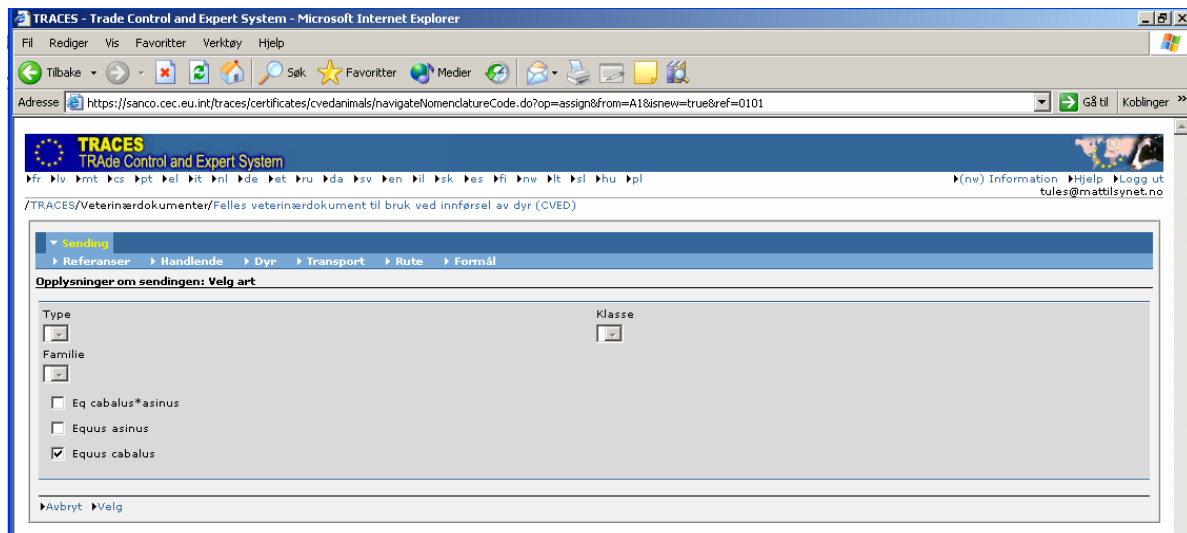 TRACES - Trade Control and Expert System - Microsoft Internet Explorer
Fil Rediger Vis Favoritter Verktøy Hjelp
Tilbake Søk Favoritter Medier
Adresse https://sanco.cec.eu.int/traces/certificates/cvedanimals/navigateNomenclatureCode.do?op=assign&from=A1&isnew=true&ref=0101 Gå til Koblinger »
TRACES
TRAde Control and Expert System
fr lv mt cs pt el it nl de et ru da sv en il sk es fi nw lt sl hu pl (nw) Information Hjelp Logg ut
tules@mattilsynet.no
/TRACES/Veterinærdokumenter/Felles veterinærdokument til bruk ved innførsel av dyr (CVED)
Sending
Referanser Handlende Dyr Transport Rute Formål
Opplysninger om sendingen: Velg art
Type Klasse
Familie
Eq cabalus*asinus
Equus asinus
Equus cabalus
Avbryt Velg